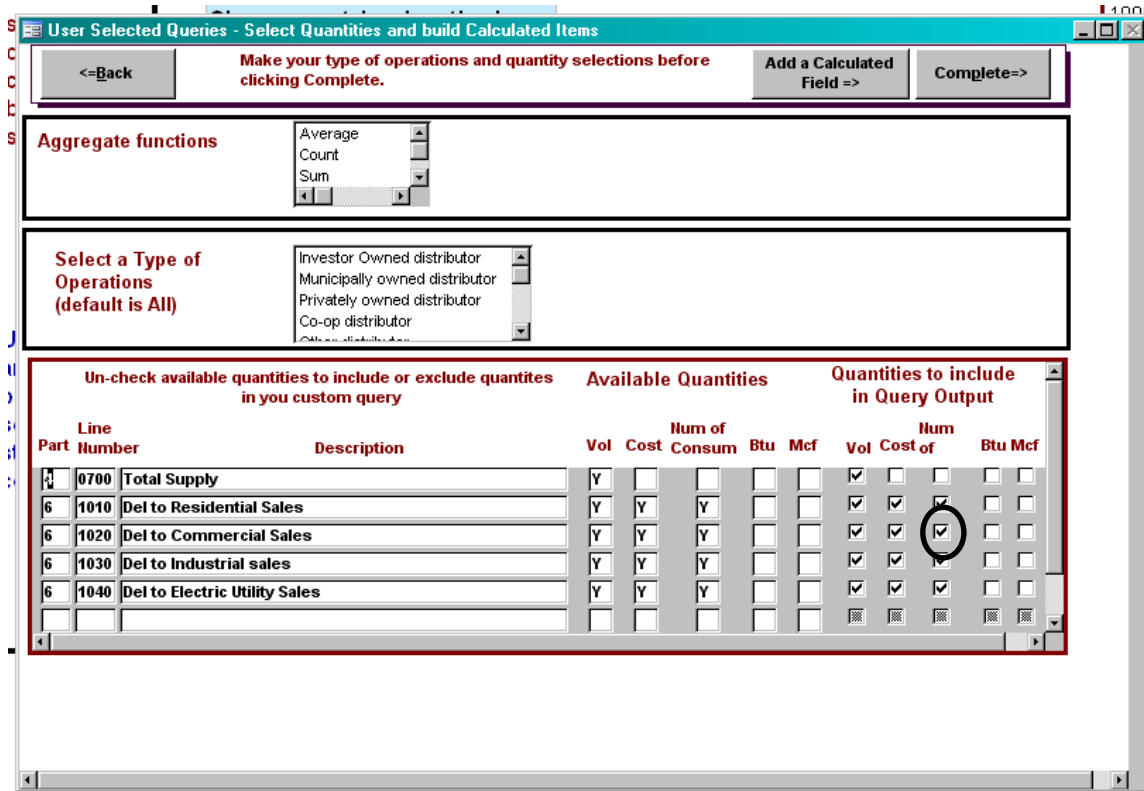 User Selected Queries - Select Quantities and build Calculated Items
<=Back
Make your type of operations and quantity selections before
clicking Complete.
Add a Calculated
Field =>
Complete=>
Aggregate functions
Average
Count
Sum
Select a Type of
Operations
(default is All)
Investor Owned distributor
Municipally owned distributor
Privately owned distributor
Co-op distributor
Other distributor
Un-check available quantities to include or exclude quantites
in you custom query
Available Quantities
Quantities to include
in Query Output
Part Line Number Description Vol Cost Num of Consum Btu Mcf Vol Cost Num of Btu Mcf
4 0700 Total Supply Y
6 1010 Del to Residential Sales Y Y Y
6 1020 Del to Commercial Sales Y Y Y
6 1030 Del to Industrial sales Y Y Y
6 1040 Del to Electric Utility Sales Y Y Y